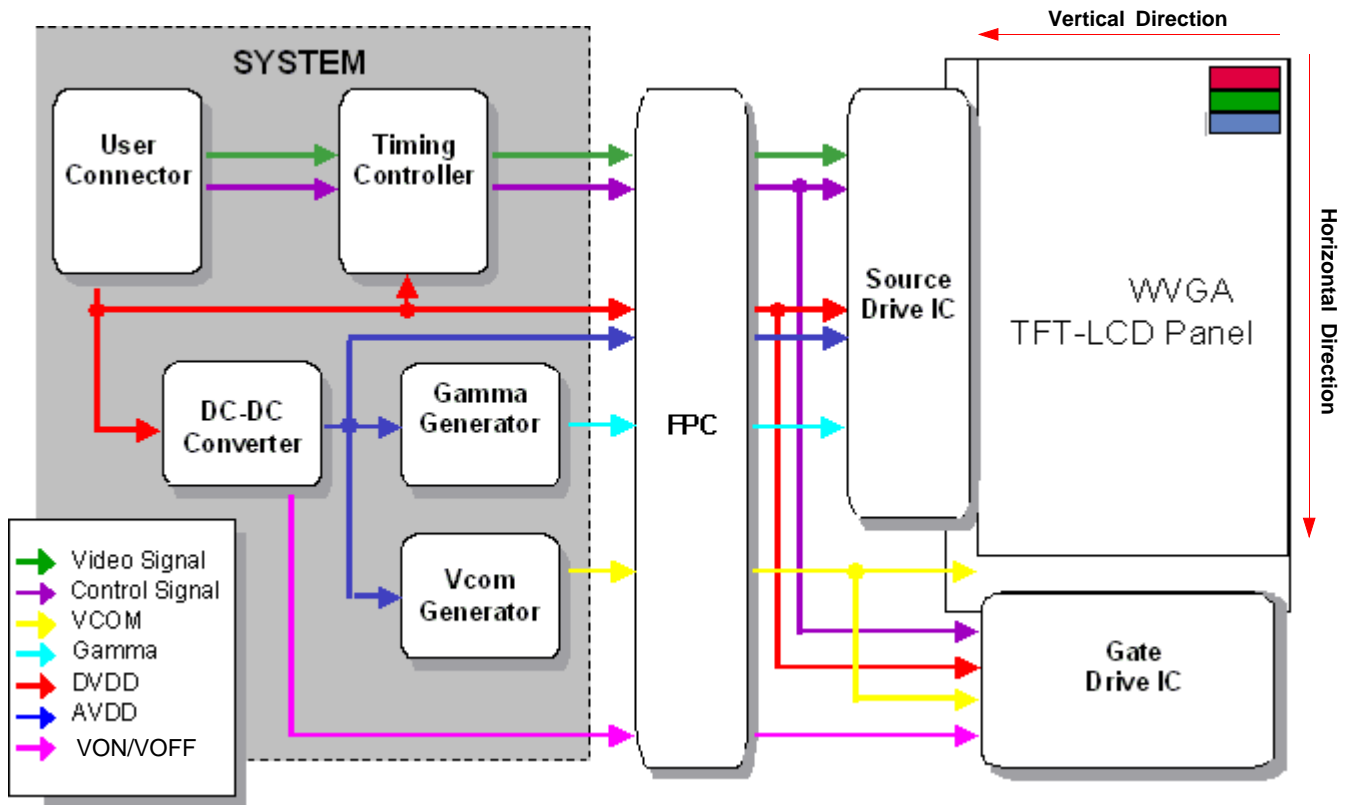 Vertical Direction
SYSTEM
User
Connector
Timing
Controller
Source
Drive IC
WVGA
TFT-LCD Panel
Horizontal Direction
DC-DC
Converter
Gamma
Generator
FPC
Vcom
Generator
Gate
Drive IC
Video Signal
Control Signal
VCOM
Gamma
DVDD
AVDD
VON/VOFF